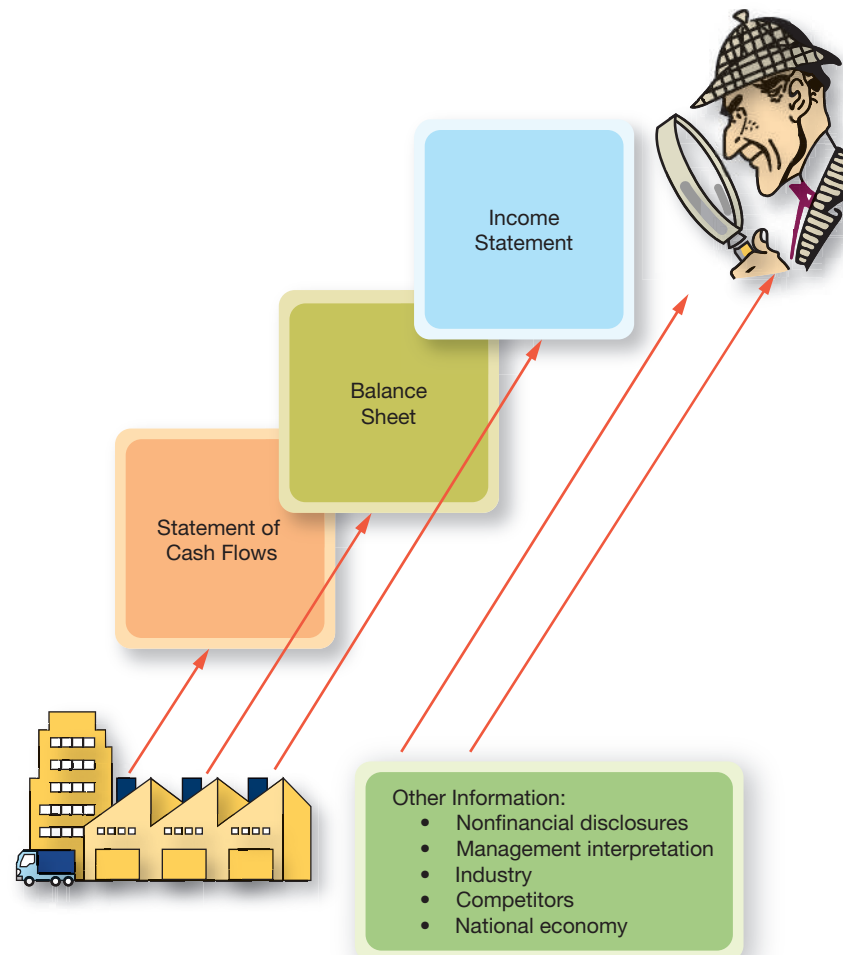 Income
Statement
Balance
Sheet
Statement of
Cash Flows
Other Information:
• Nonfinancial disclosures
• Management interpretation
• Industry
• Competitors
• National economy